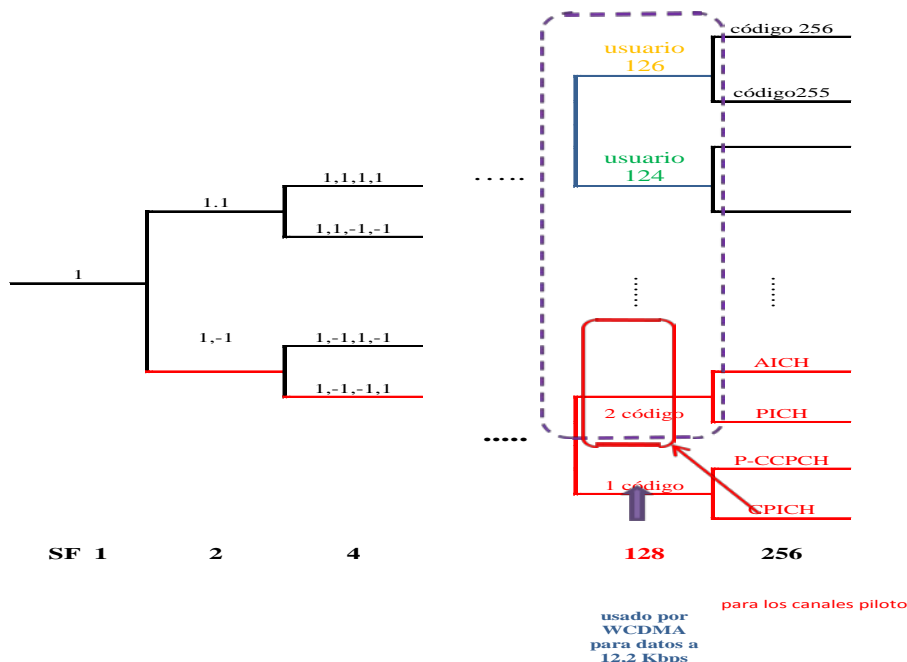 código 256
usuario
126
código255
usuario
124
1,1,1,1
.....
1.1
1,1,-1,-1
1
......
......
1,-1
1,-1,1,-1
AICH
1,-1,-1,1
2 código
PICH
.....
P-CCPCH
1 código
CPICH
SF 1 2 4 128 256
para los canales piloto
usado por
WCDMA
para datos a
12.2 Kbps